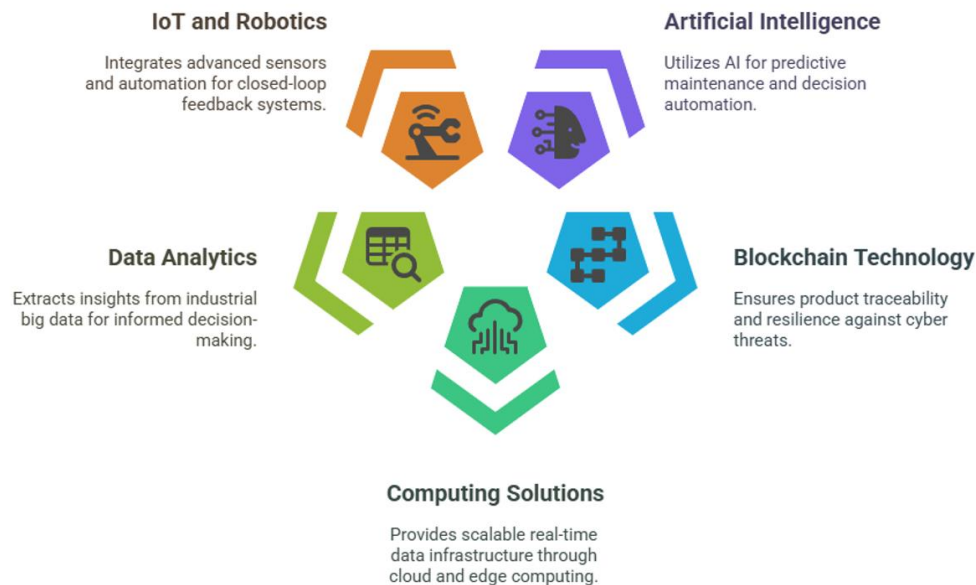 IoT and Robotics
Integrates advanced sensors
and automation for closed-loop
feedback systems.
Artificial Intelligence
Utilizes AI for predictive
maintenance and decision
automation.
Data Analytics
Extracts insights from industrial
big data for informed decision-
making.
Blockchain Technology
Ensures product traceability
and resilience against cyber
threats.
Computing Solutions
Provides scalable real-time
data infrastructure through
cloud and edge computing.